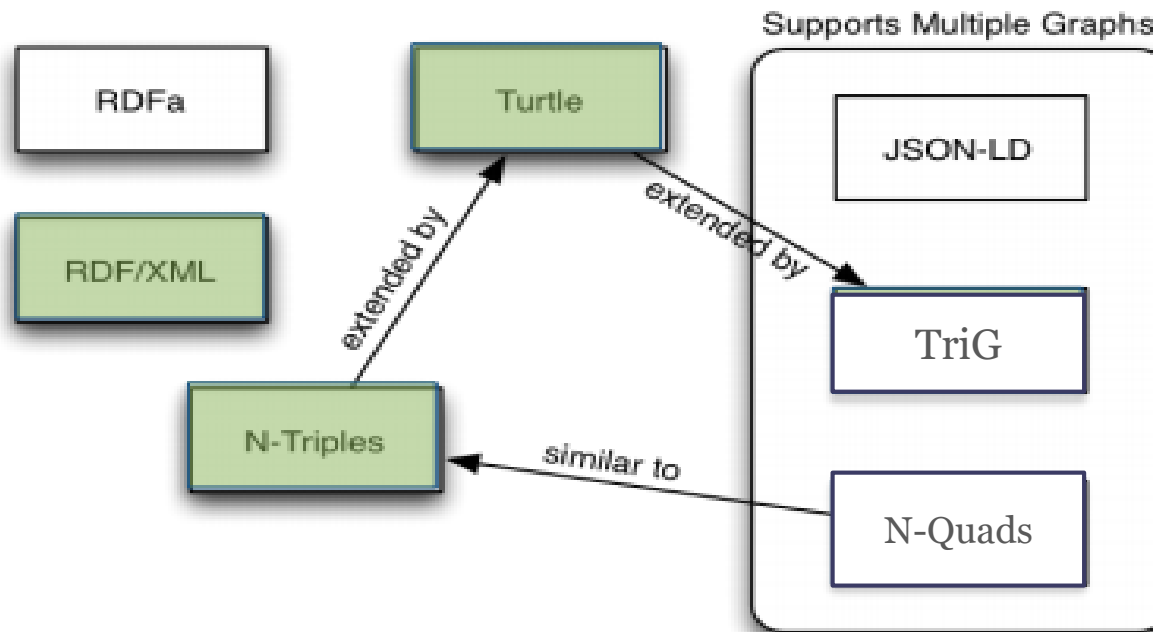 Supports Multiple Graphs
RDFa
Turtle
JSON-LD
extended by
RDF/XML
extended by
TriG
N-Triples
similar to
N-Quads